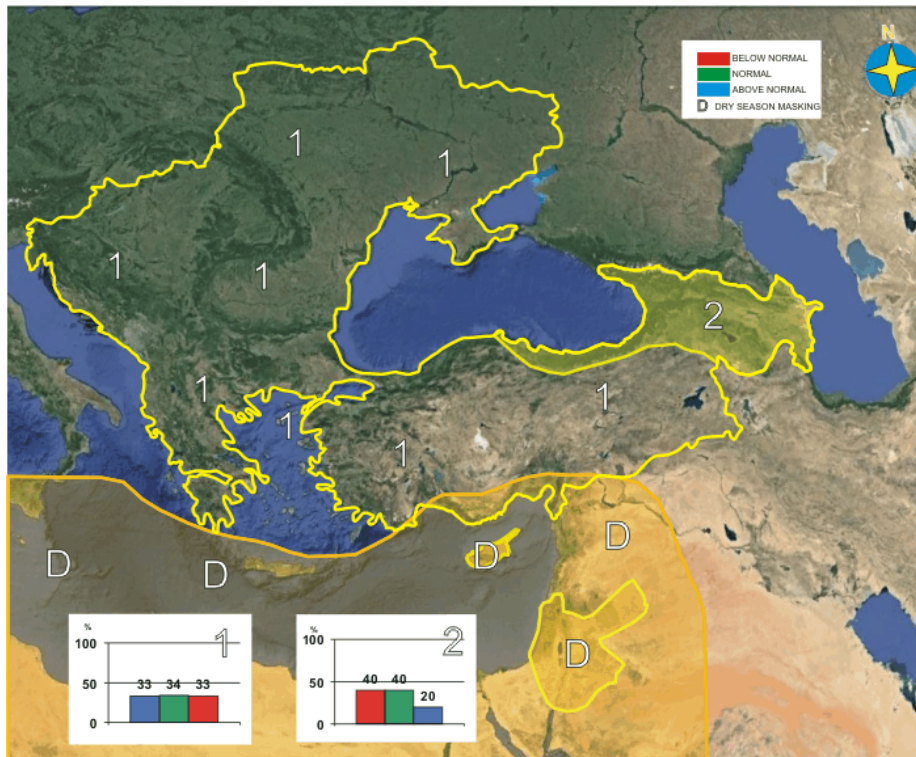 N
BELOW NORMAL
NORMAL
ABOVE NORMAL
D DRY SEASON MASKING
1
1
1
1
2
1
1
1
1
D
D
D
D
D
%
1
100
50
0
33 34 33
%
2
100
50
0
40 40 20